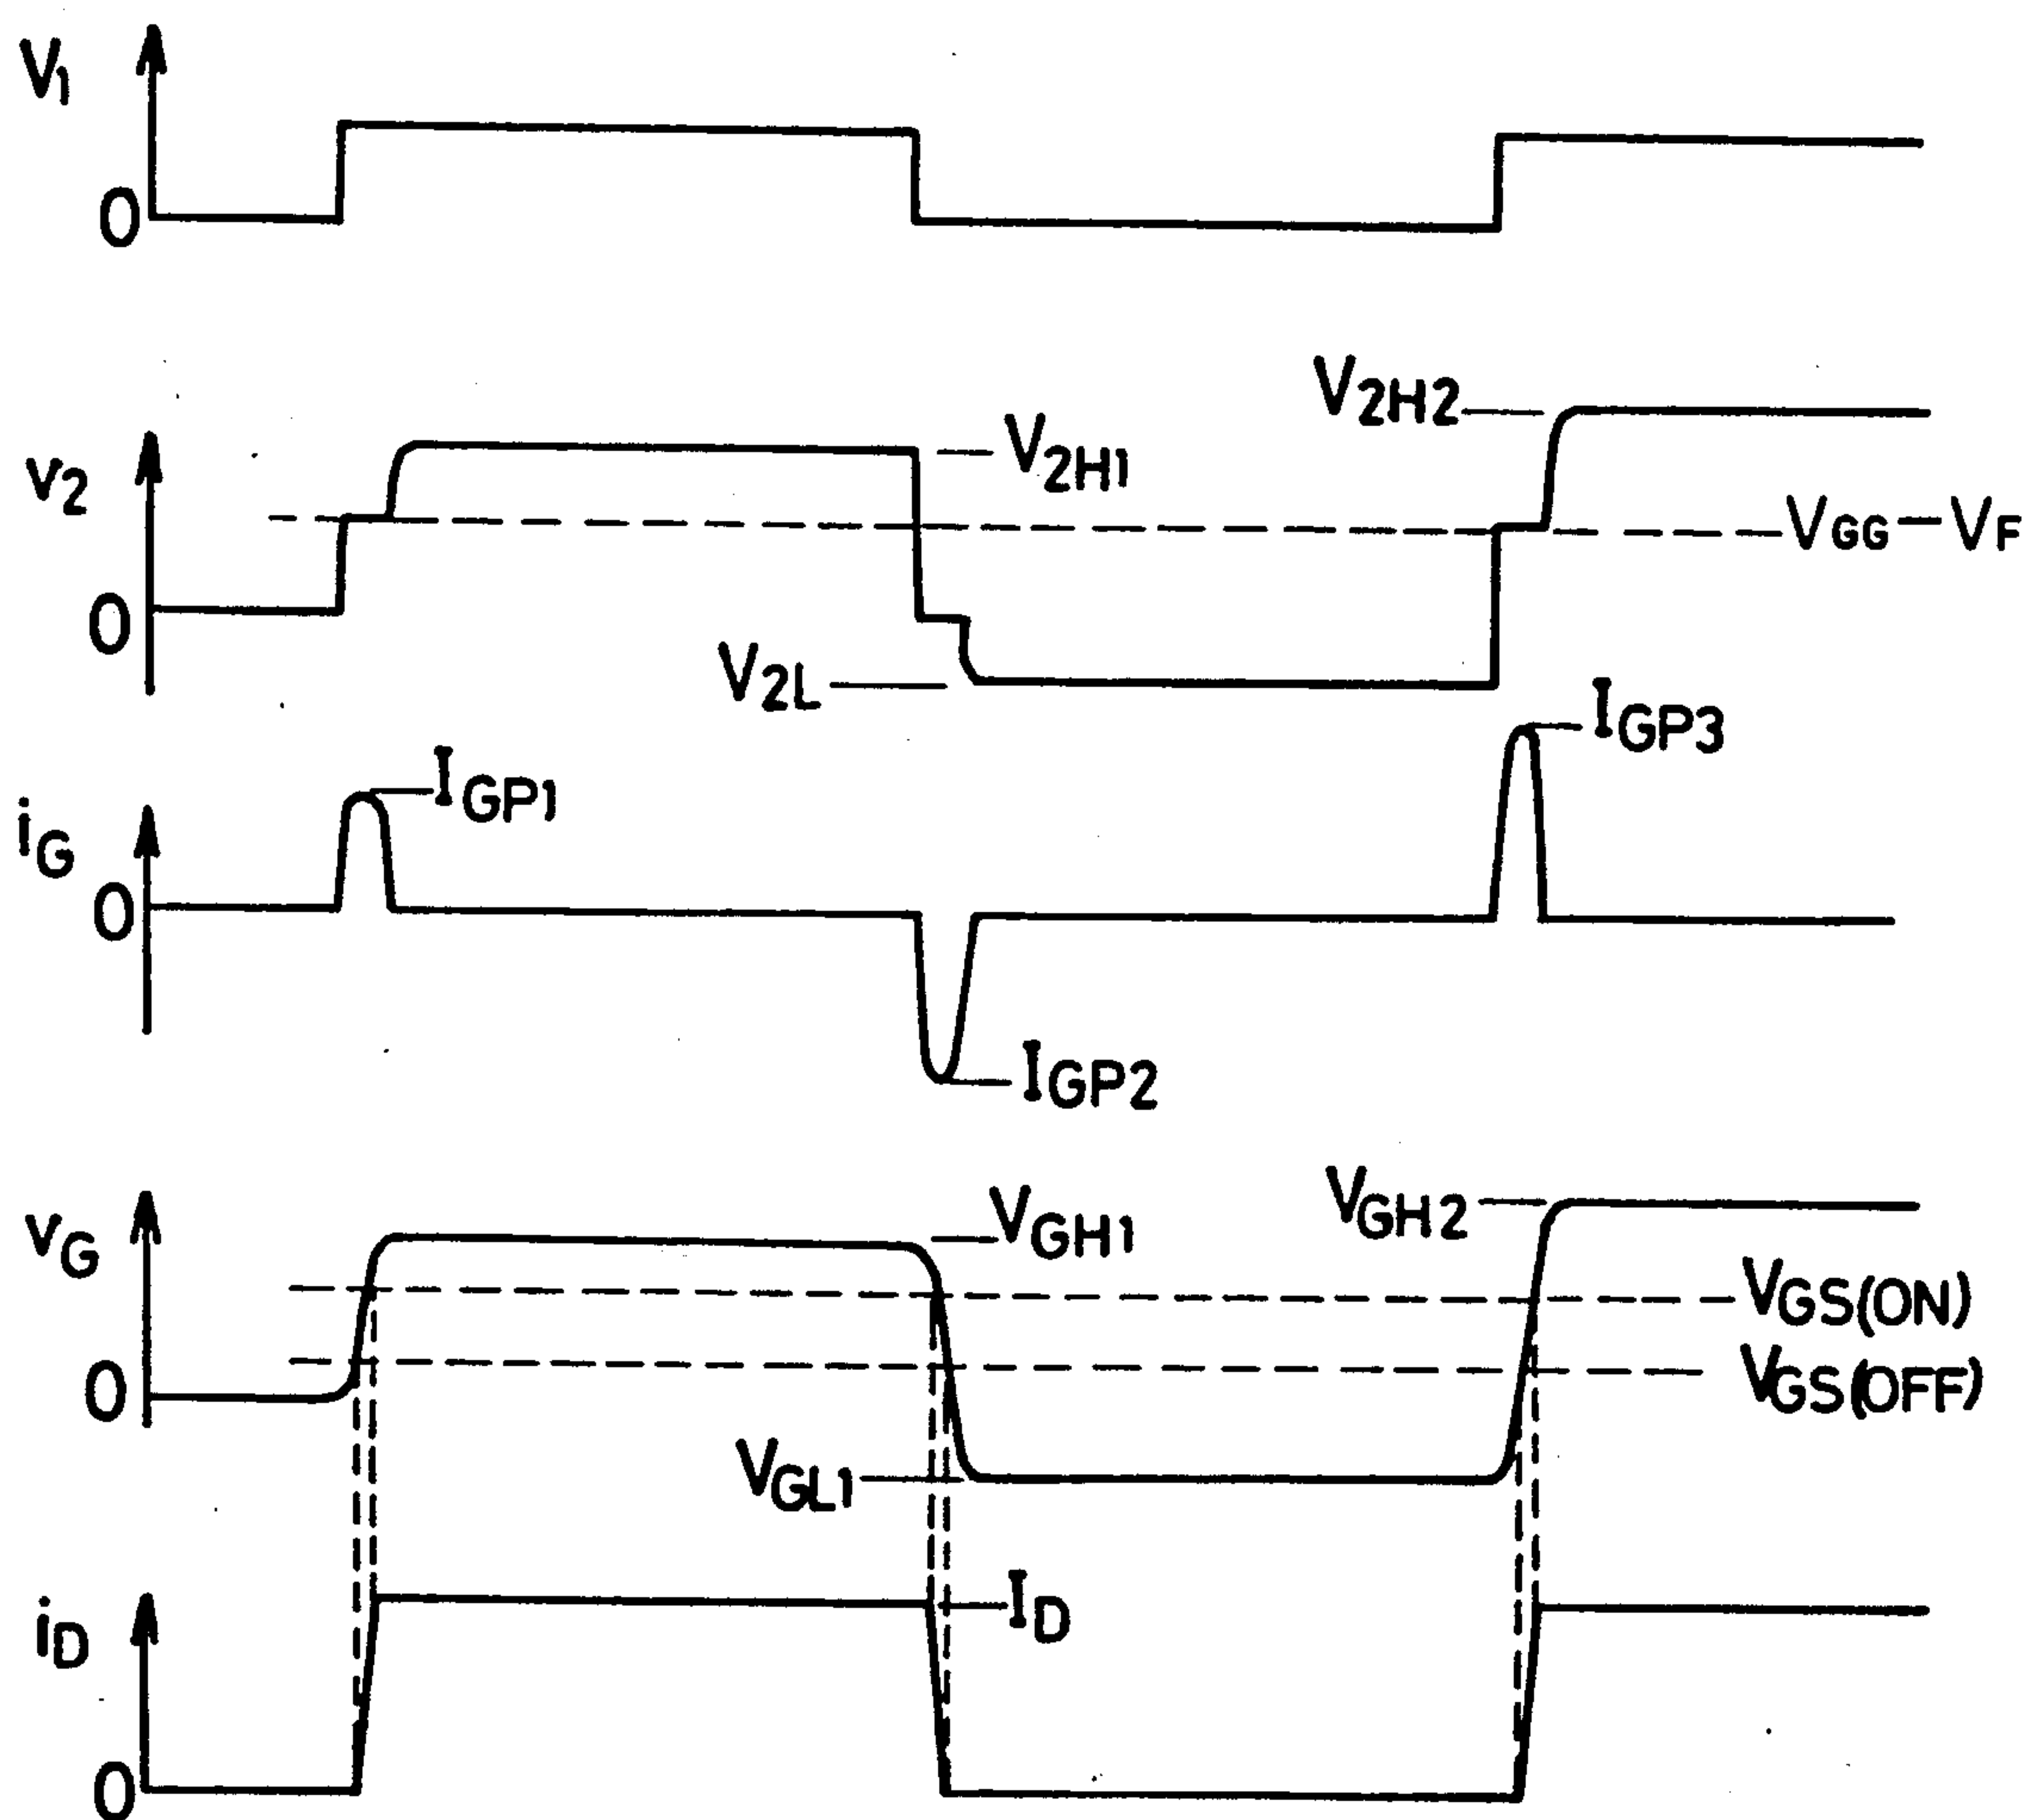 V1
0
V2H2
V2H1
v2
VGG – VF
0
V2L
IGP3
IGP1
iG
0
IGP2
VGH1
VGH2
vG
VGS(ON)
VGS(OFF)
0
VGL1
ID
iD
0